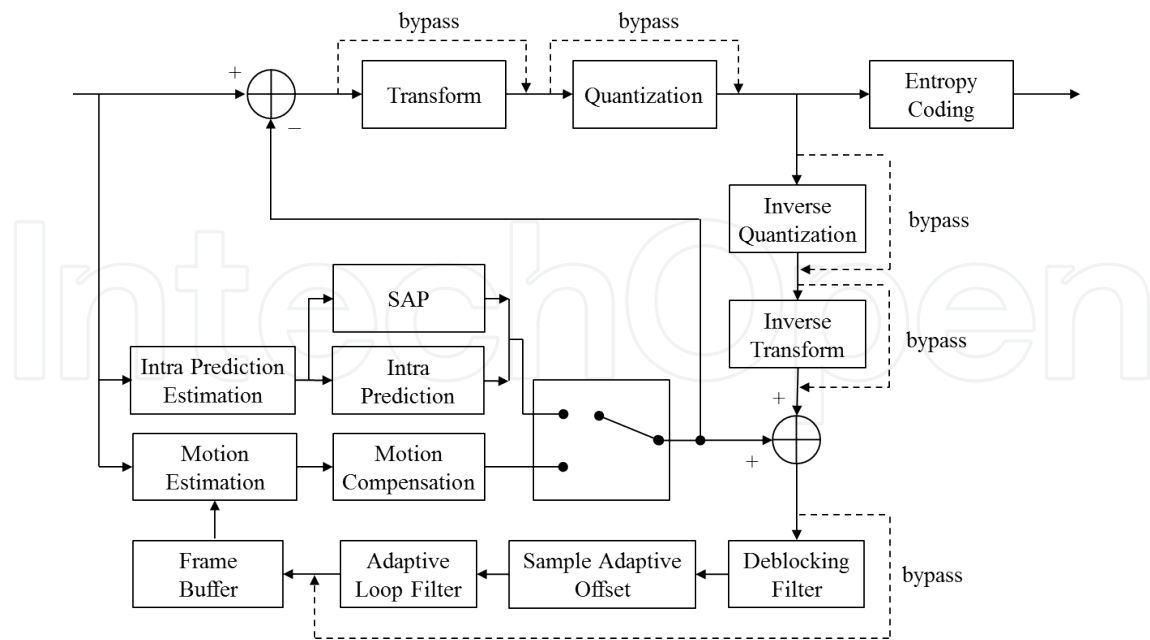 bypass
bypass
+
Transform
Quantization
Entropy
Coding
−
Inverse
Quantization
bypass
IntechOpen
SAP
Inverse
Transform
bypass
Intra Prediction
Estimation
Intra
Prediction
+
Motion
Estimation
Motion
Compensation
+
Frame
Buffer
Adaptive
Loop Filter
Sample Adaptive
Offset
Deblocking
Filter
bypass